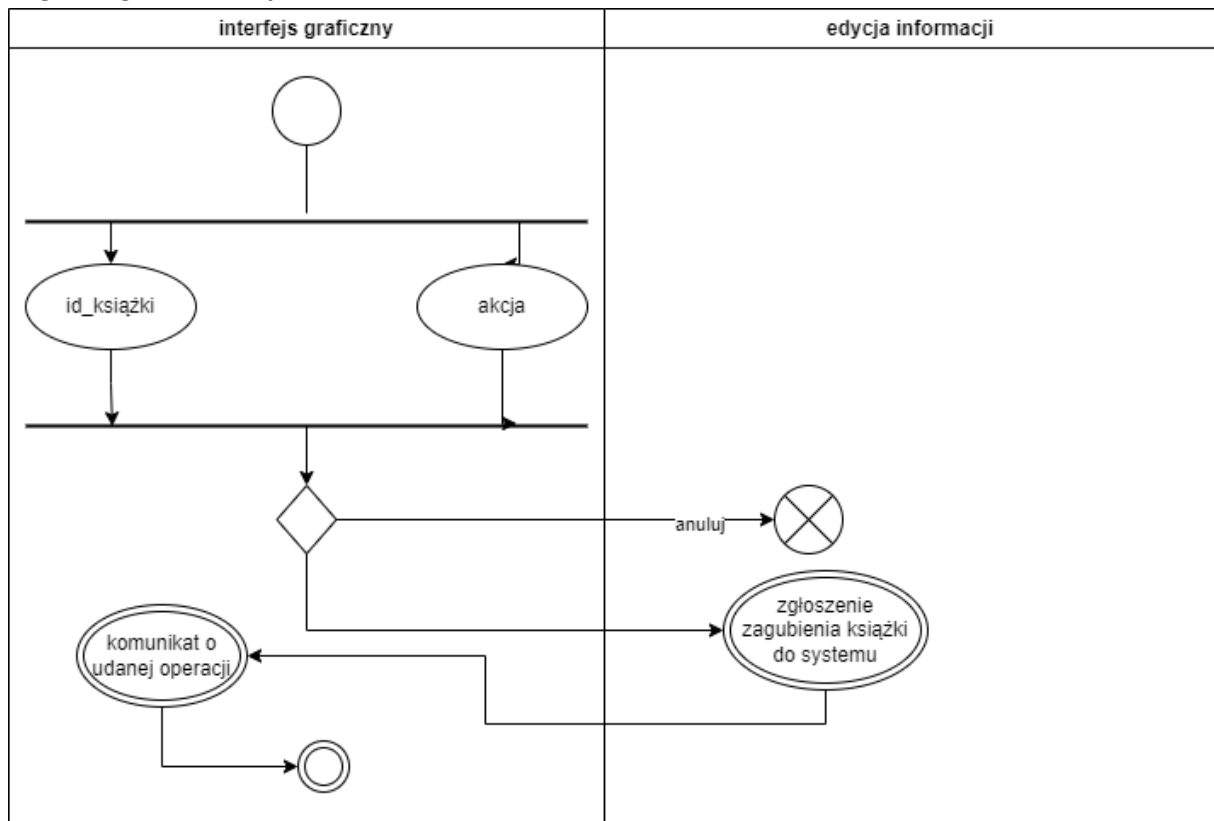 interfejs graficzny
edycja informacji
id_książki
akcja
anuluj
zgłoszenie
zagubienia książki
do systemu
komunikat o
udanej operacji